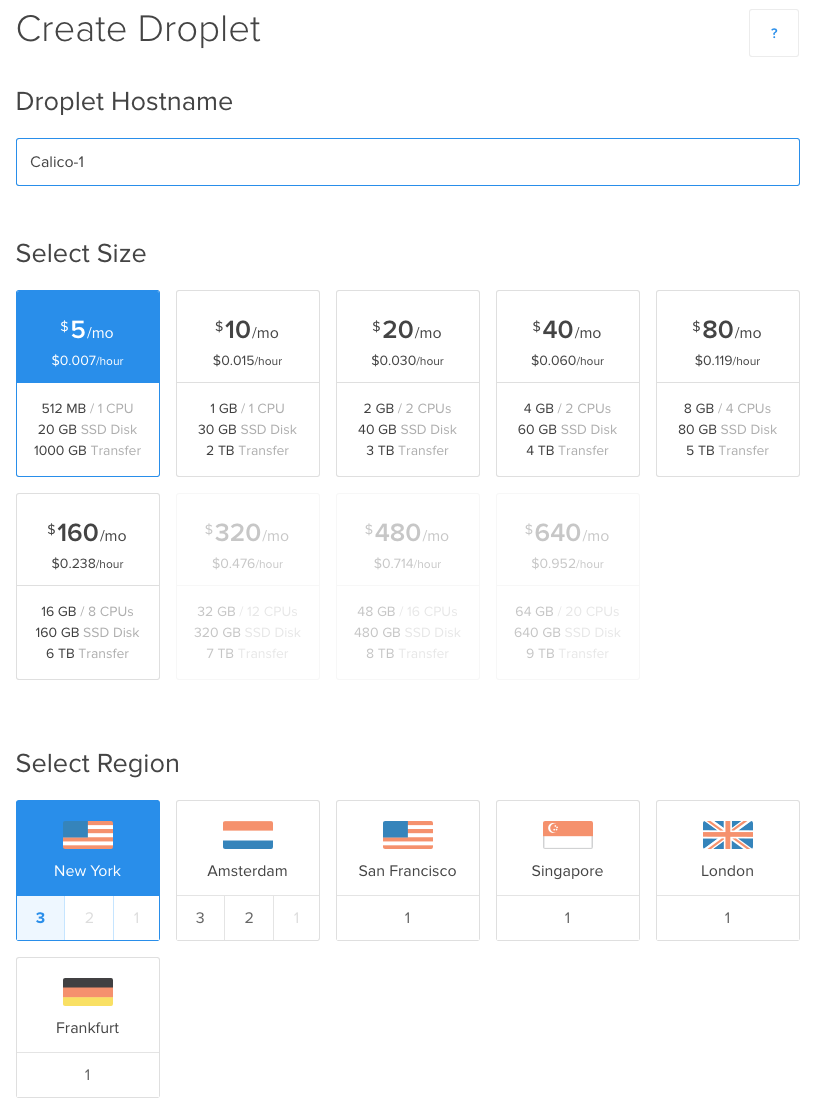 Create Droplet
?
Droplet Hostname
Calico-1
Select Size
$5/mo
$0.007/hour
512 MB / 1 CPU
20 GB SSD Disk
1000 GB Transfer
$10/mo
$0.015/hour
1 GB / 1 CPU
30 GB SSD Disk
2 TB Transfer
$20/mo
$0.030/hour
2 GB / 2 CPUs
40 GB SSD Disk
3 TB Transfer
$40/mo
$0.060/hour
4 GB / 2 CPUs
60 GB SSD Disk
4 TB Transfer
$80/mo
$0.119/hour
8 GB / 4 CPUs
80 GB SSD Disk
5 TB Transfer
$160/mo
$0.238/hour
16 GB / 8 CPUs
160 GB SSD Disk
6 TB Transfer
$320/mo
$0.476/hour
32 GB / 12 CPUs
320 GB SSD Disk
7 TB Transfer
$480/mo
$0.714/hour
48 GB / 16 CPUs
480 GB SSD Disk
8 TB Transfer
$640/mo
$0.952/hour
64 GB / 20 CPUs
640 GB SSD Disk
9 TB Transfer
Select Region
New York
3 2 1
Amsterdam
3 2 1
San Francisco
1
Singapore
1
London
1
Frankfurt
1